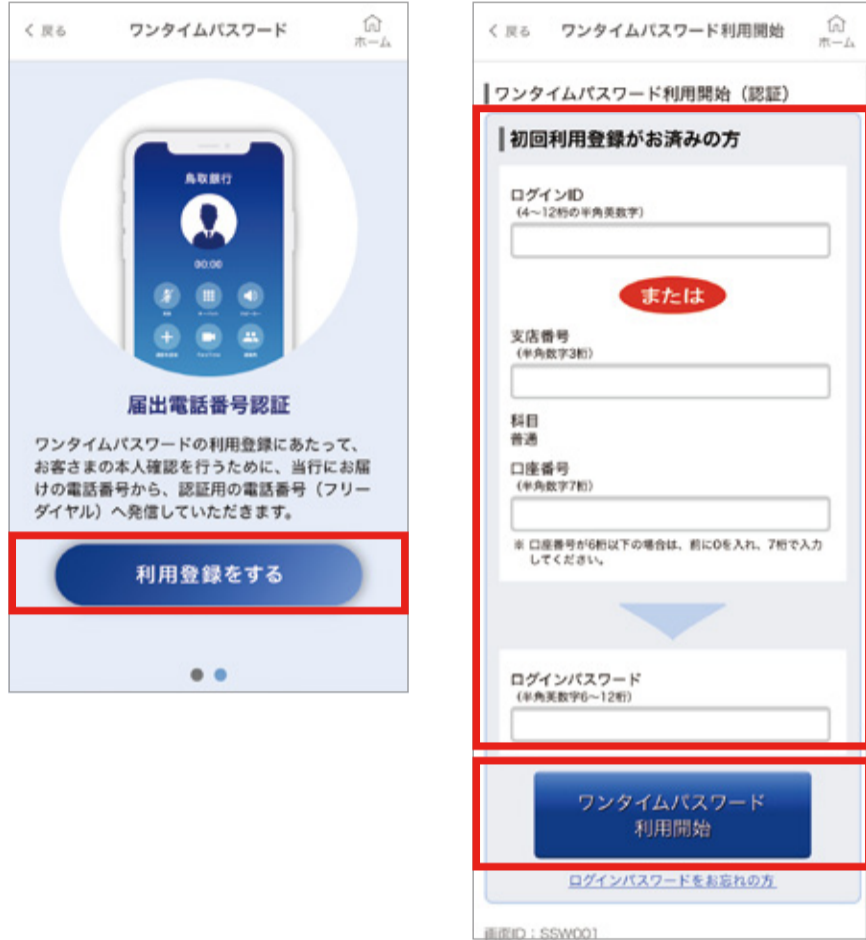 戻る
ワンタイムパスワード
ホーム
鳥取銀行
00:00
届出電話番号認証
ワンタイムパスワードの利用登録にあたって、
お客さまの本人確認を行うために、当行にお届
けの電話番号から、認証用の電話番号（フリー
ダイヤル）へ発信していただきます。
利用登録をする
戻る
ワンタイムパスワード利用開始
ホーム
ワンタイムパスワード利用開始（認証）
初回利用登録がお済みの方
ログインID
（4～12桁の半角英数字）
または
支店番号
（半角数字3桁）
科目
普通
口座番号
（半角数字7桁）
※ 口座番号が6桁以下の場合は、前に0を入れ、7桁で入力
してください。
ログインパスワード
（半角英数字6～12桁）
ワンタイムパスワード
利用開始
ログインパスワードをお忘れの方
画面ID：SSW001